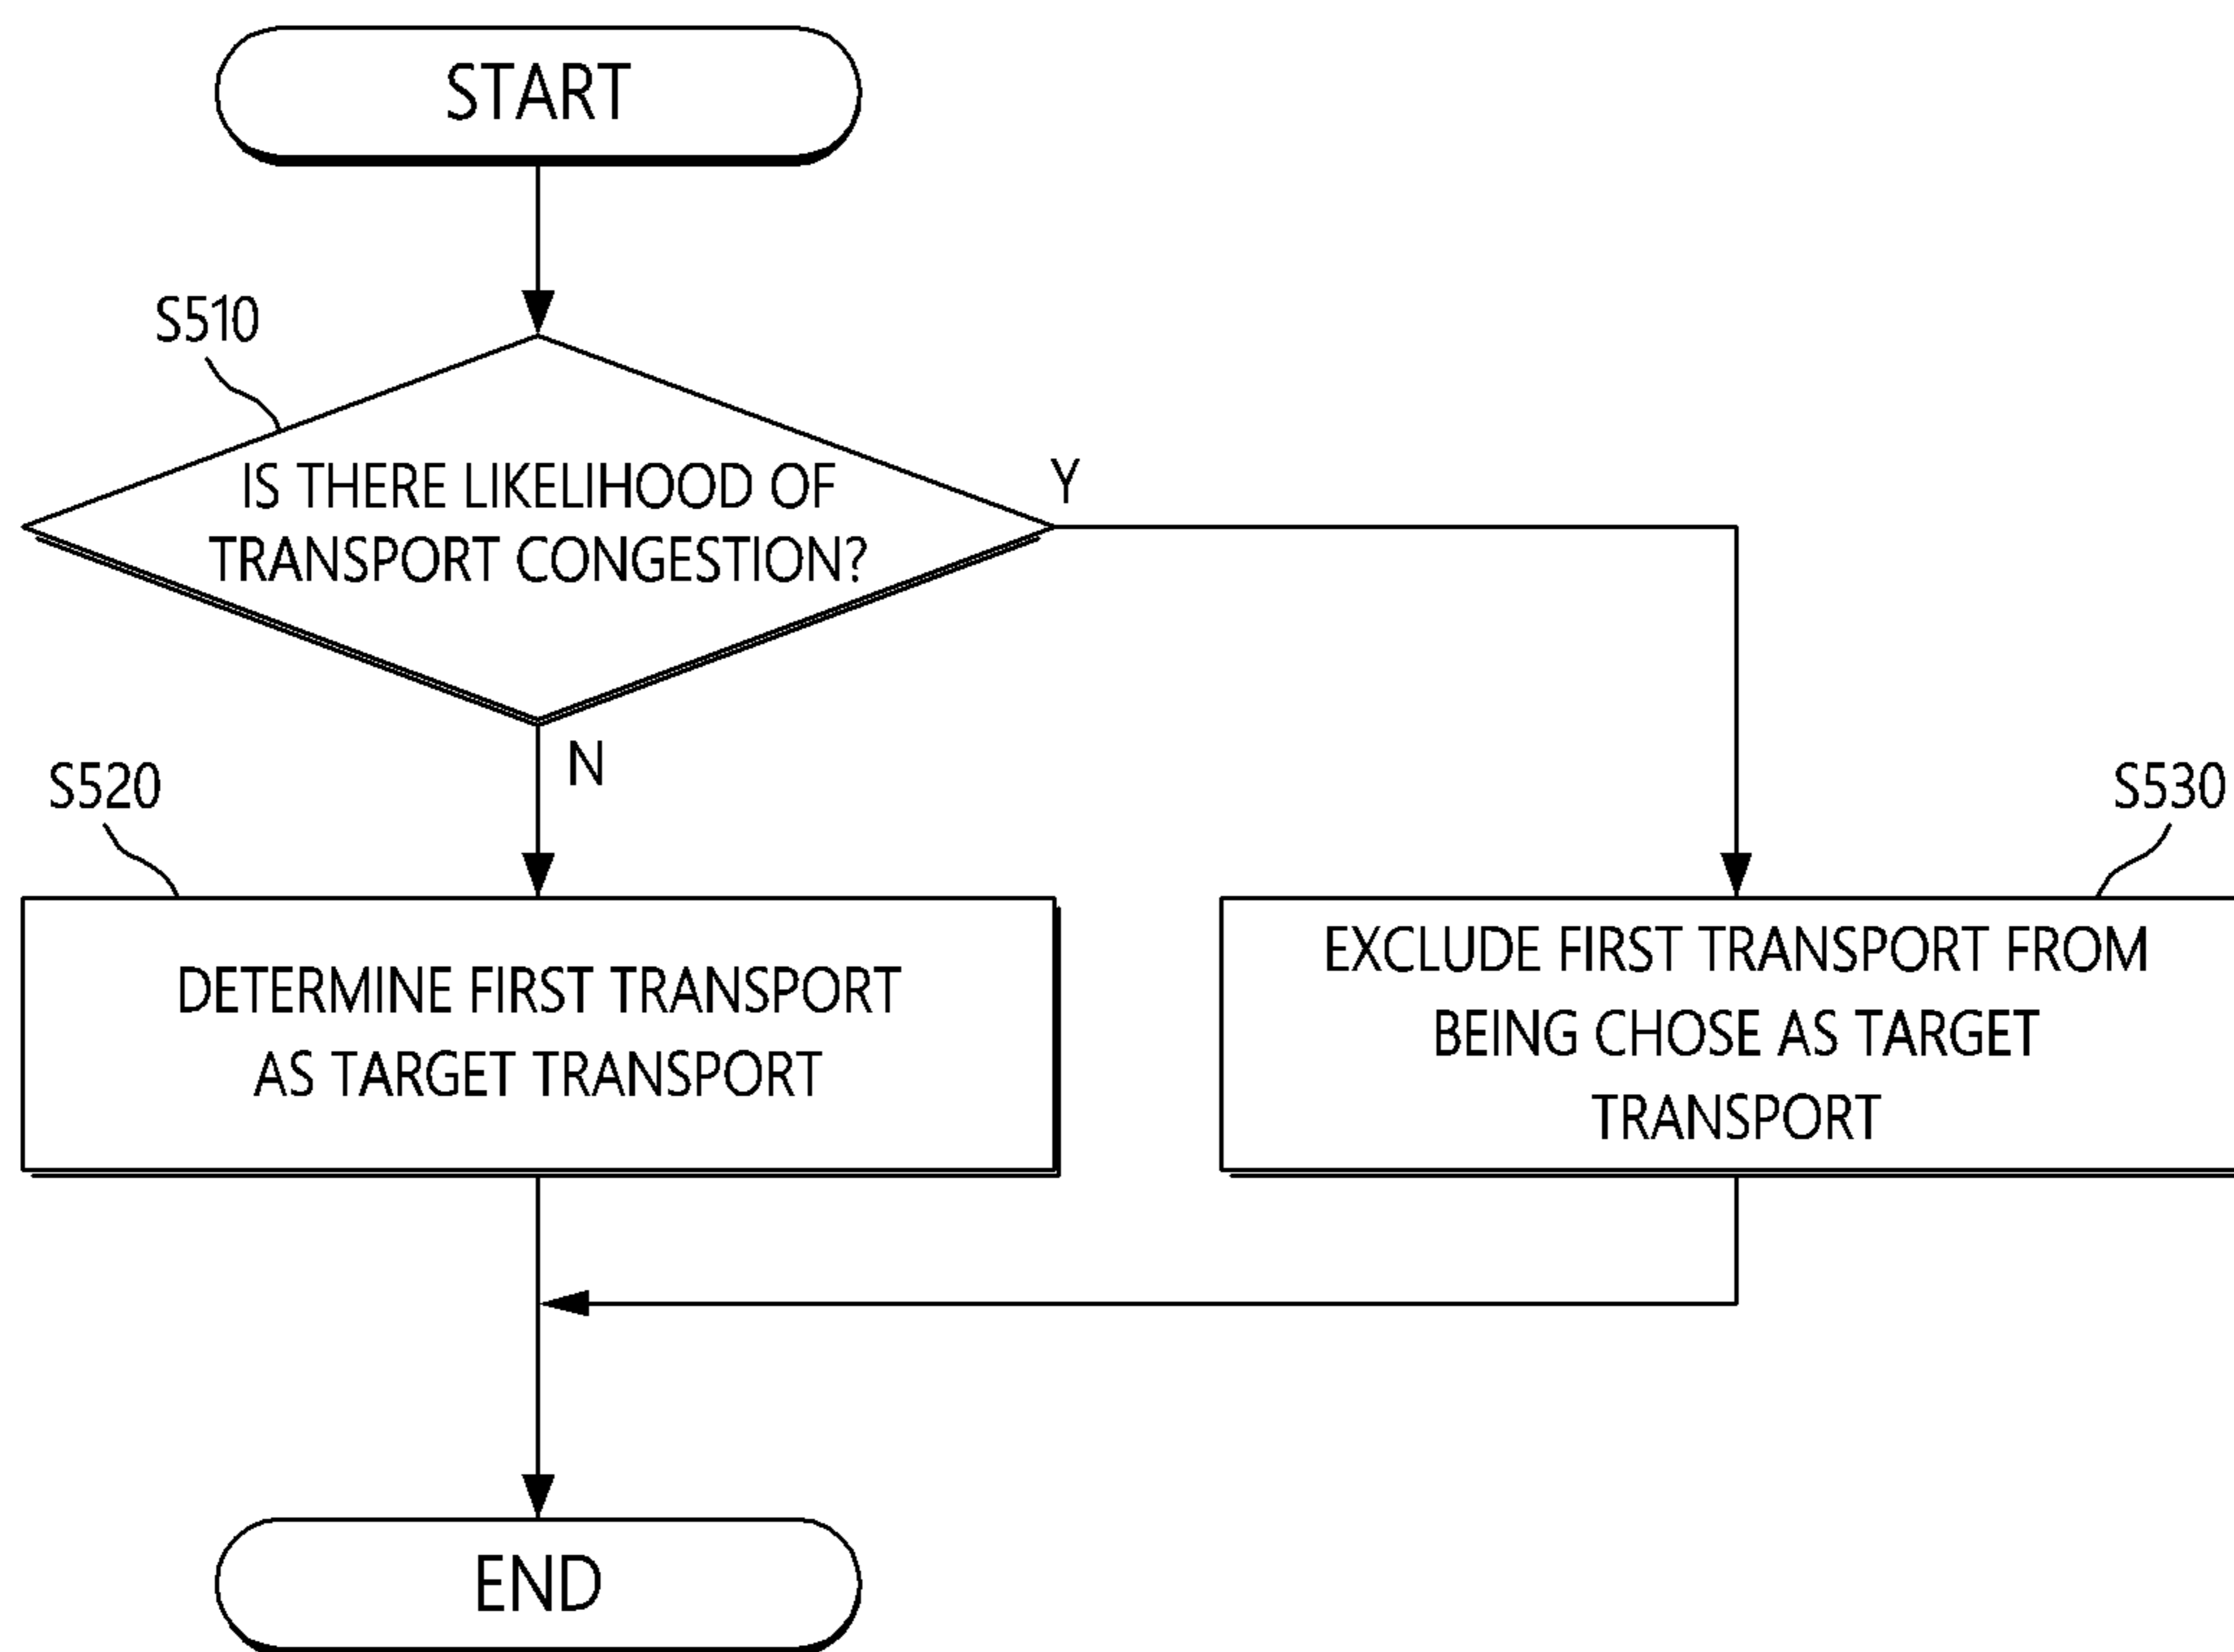 START
S510
IS THERE LIKELIHOOD OF
TRANSPORT CONGESTION?
Y
N
S520
DETERMINE FIRST TRANSPORT
AS TARGET TRANSPORT
S530
EXCLUDE FIRST TRANSPORT FROM
BEING CHOSE AS TARGET
TRANSPORT
END